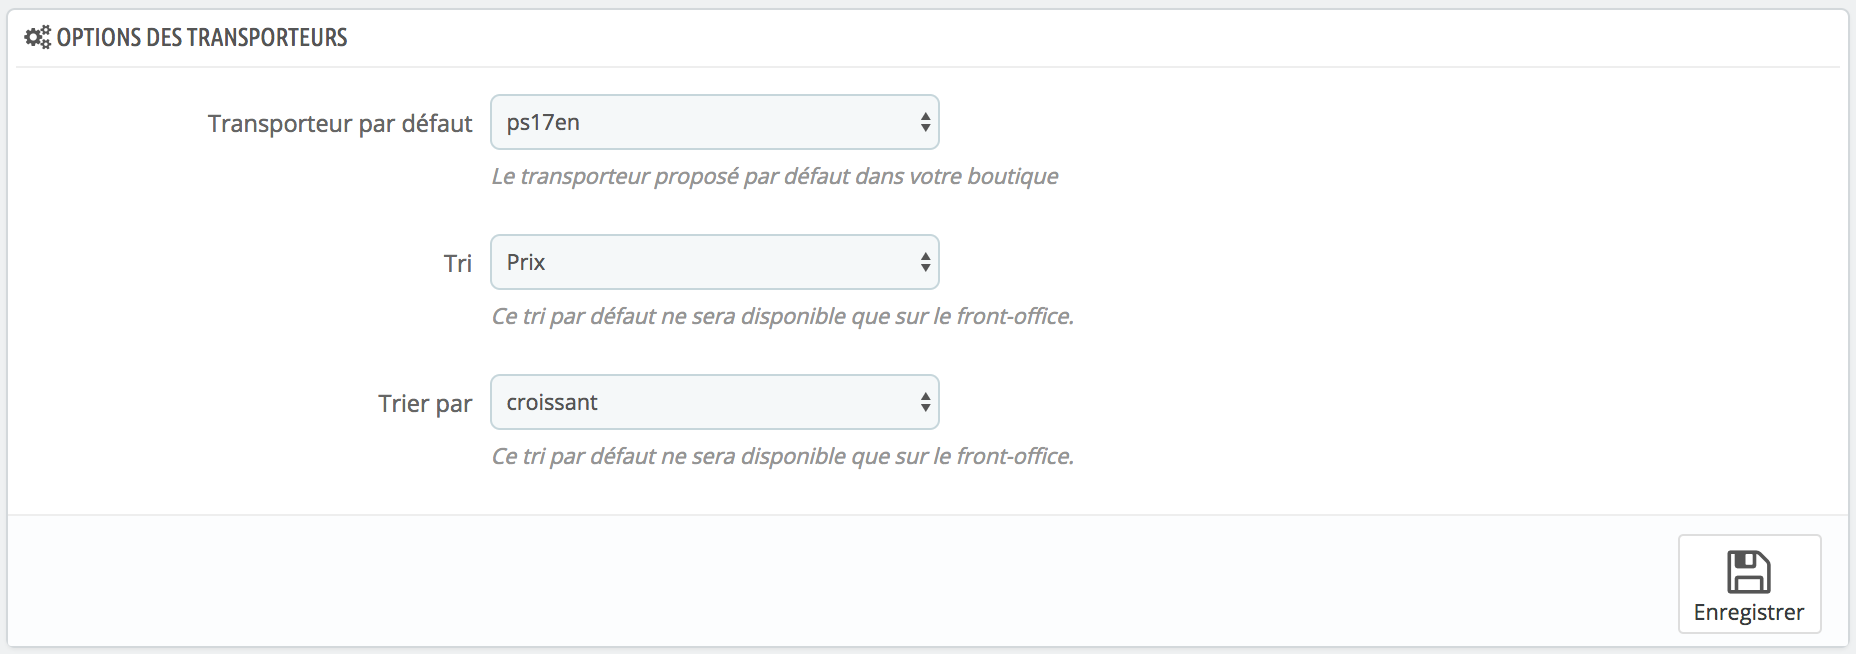 OPTIONS DES TRANSPORTEURS
Transporteur par défaut
ps17en
Le transporteur proposé par défaut dans votre boutique
Tri
Prix
Ce tri par défaut ne sera disponible que sur le front-office.
Trier par
croissant
Ce tri par défaut ne sera disponible que sur le front-office.
Enregistrer